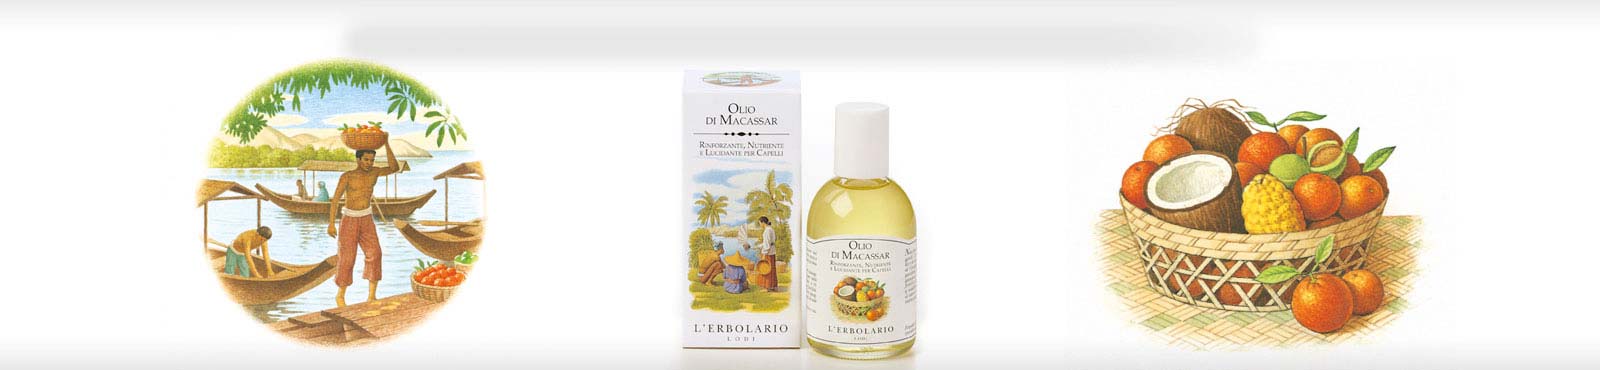 OLIO
DI MACASSAR
RINFORZANTE, NUTRIENTE
E LUCIDANTE PER CAPELLI
L'ERBOLARIO
LODI
OLIO
DI MACASSAR
RINFORZANTE, NUTRIENTE
E LUCIDANTE PER CAPELLI
L'ERBOLARIO
LODI